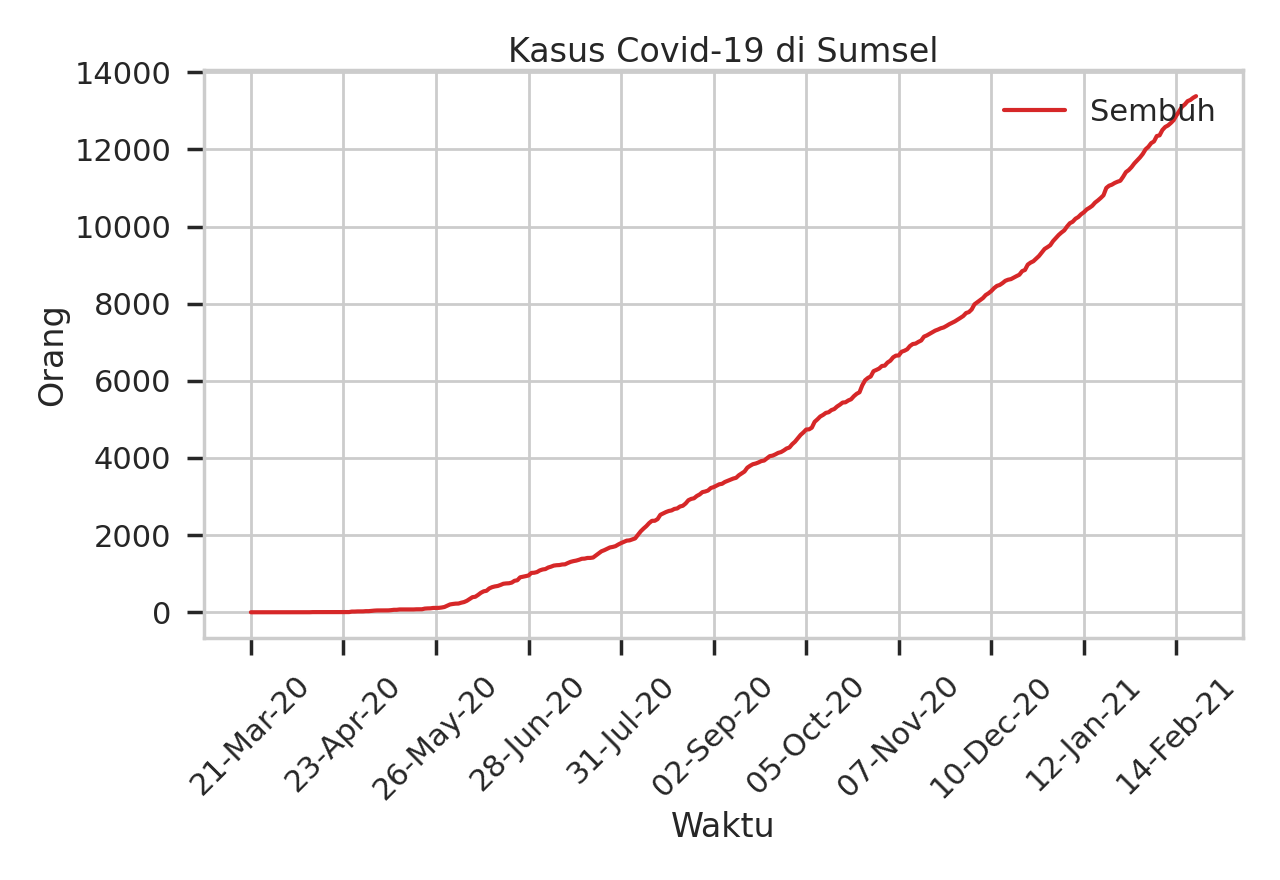 Kasus Covid-19 di Sumsel
14000
12000
10000
8000
6000
4000
2000
0
Orang
Sembuh
21-Mar-20
23-Apr-20
26-May-20
28-Jun-20
31-Jul-20
02-Sep-20
05-Oct-20
07-Nov-20
10-Dec-20
12-Jan-21
14-Feb-21
Waktu